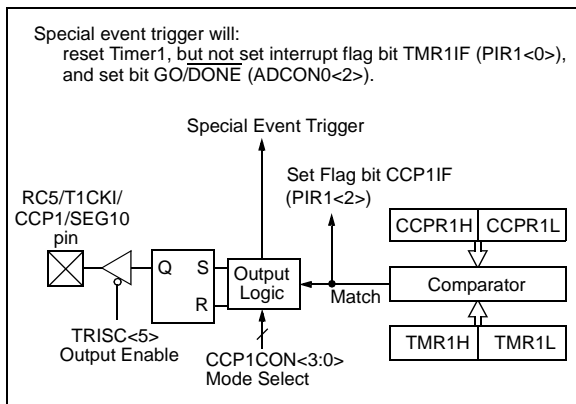 Special event trigger will:
reset Timer1, but not set interrupt flag bit TMR1IF (PIR1<0>),
and set bit GO/DONE (ADCON0<2>).
Special Event Trigger
Set Flag bit CCP1IF
(PIR1<2>)
RC5/T1CKI/
CCP1/SEG10
pin
CCPR1H CCPR1L
Q S
R
Output
Logic
Match
Comparator
TRISC<5>
Output Enable
CCP1CON<3:0>
Mode Select
TMR1H TMR1L